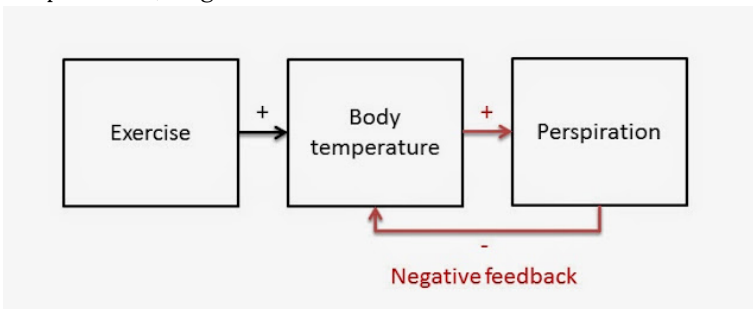 Exercise
+
Body
temperature
+
Perspiration
-
Negative feedback